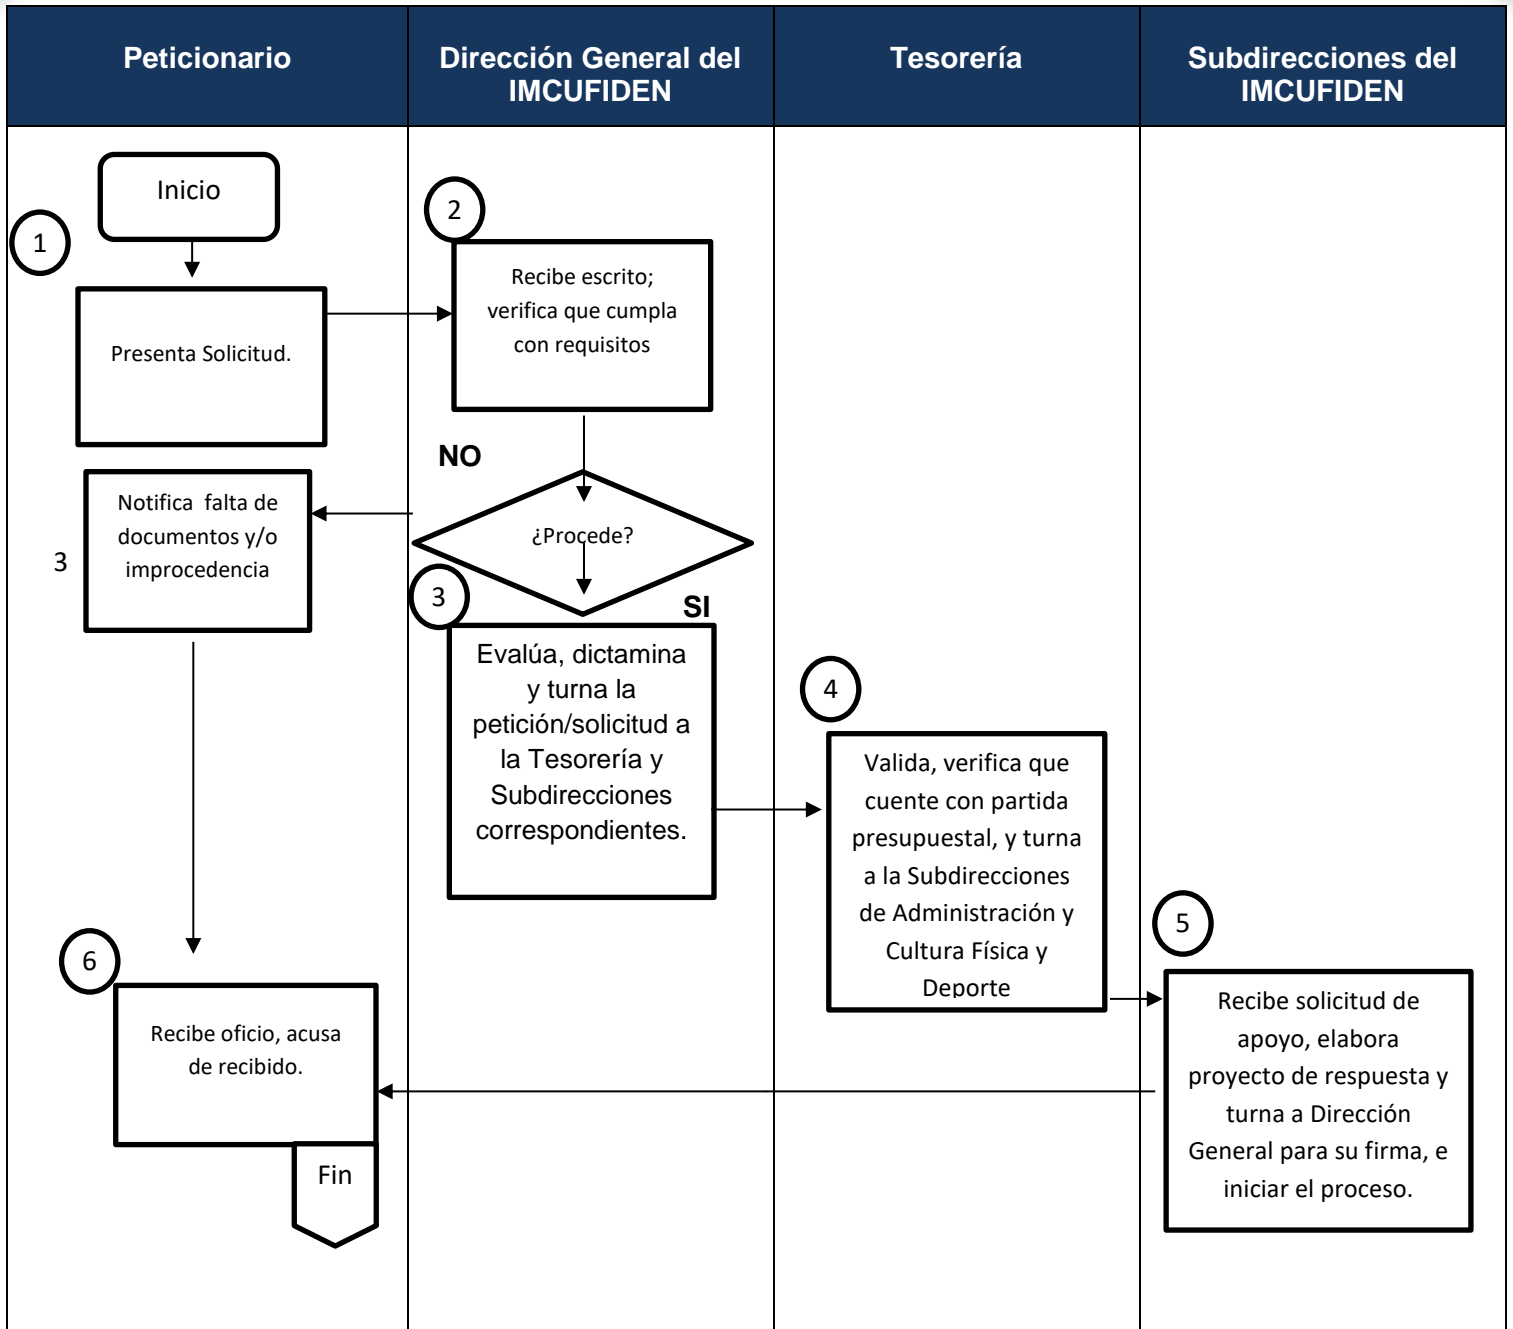 Peticionario
Dirección General del
IMCUFIDEN
Tesorería
Subdirecciones del
IMCUFIDEN
Inicio
1
Presenta Solicitud.
2
Recibe escrito;
verifica que cumpla
con requisitos
NO
¿Procede?
SI
3
Notifica falta de
documentos y/o
improcedencia
3
Evalúa, dictamina
y turna la
petición/solicitud a
la Tesorería y
Subdirecciones
correspondientes.
4
Valida, verifica que
cuente con partida
presupuestal, y turna
a la Subdirecciones
de Administración y
Cultura Física y
Deporte
5
Recibe solicitud de
apoyo, elabora
proyecto de respuesta y
turna a Dirección
General para su firma, e
iniciar el proceso.
6
Recibe oficio, acusa
de recibido.
Fin